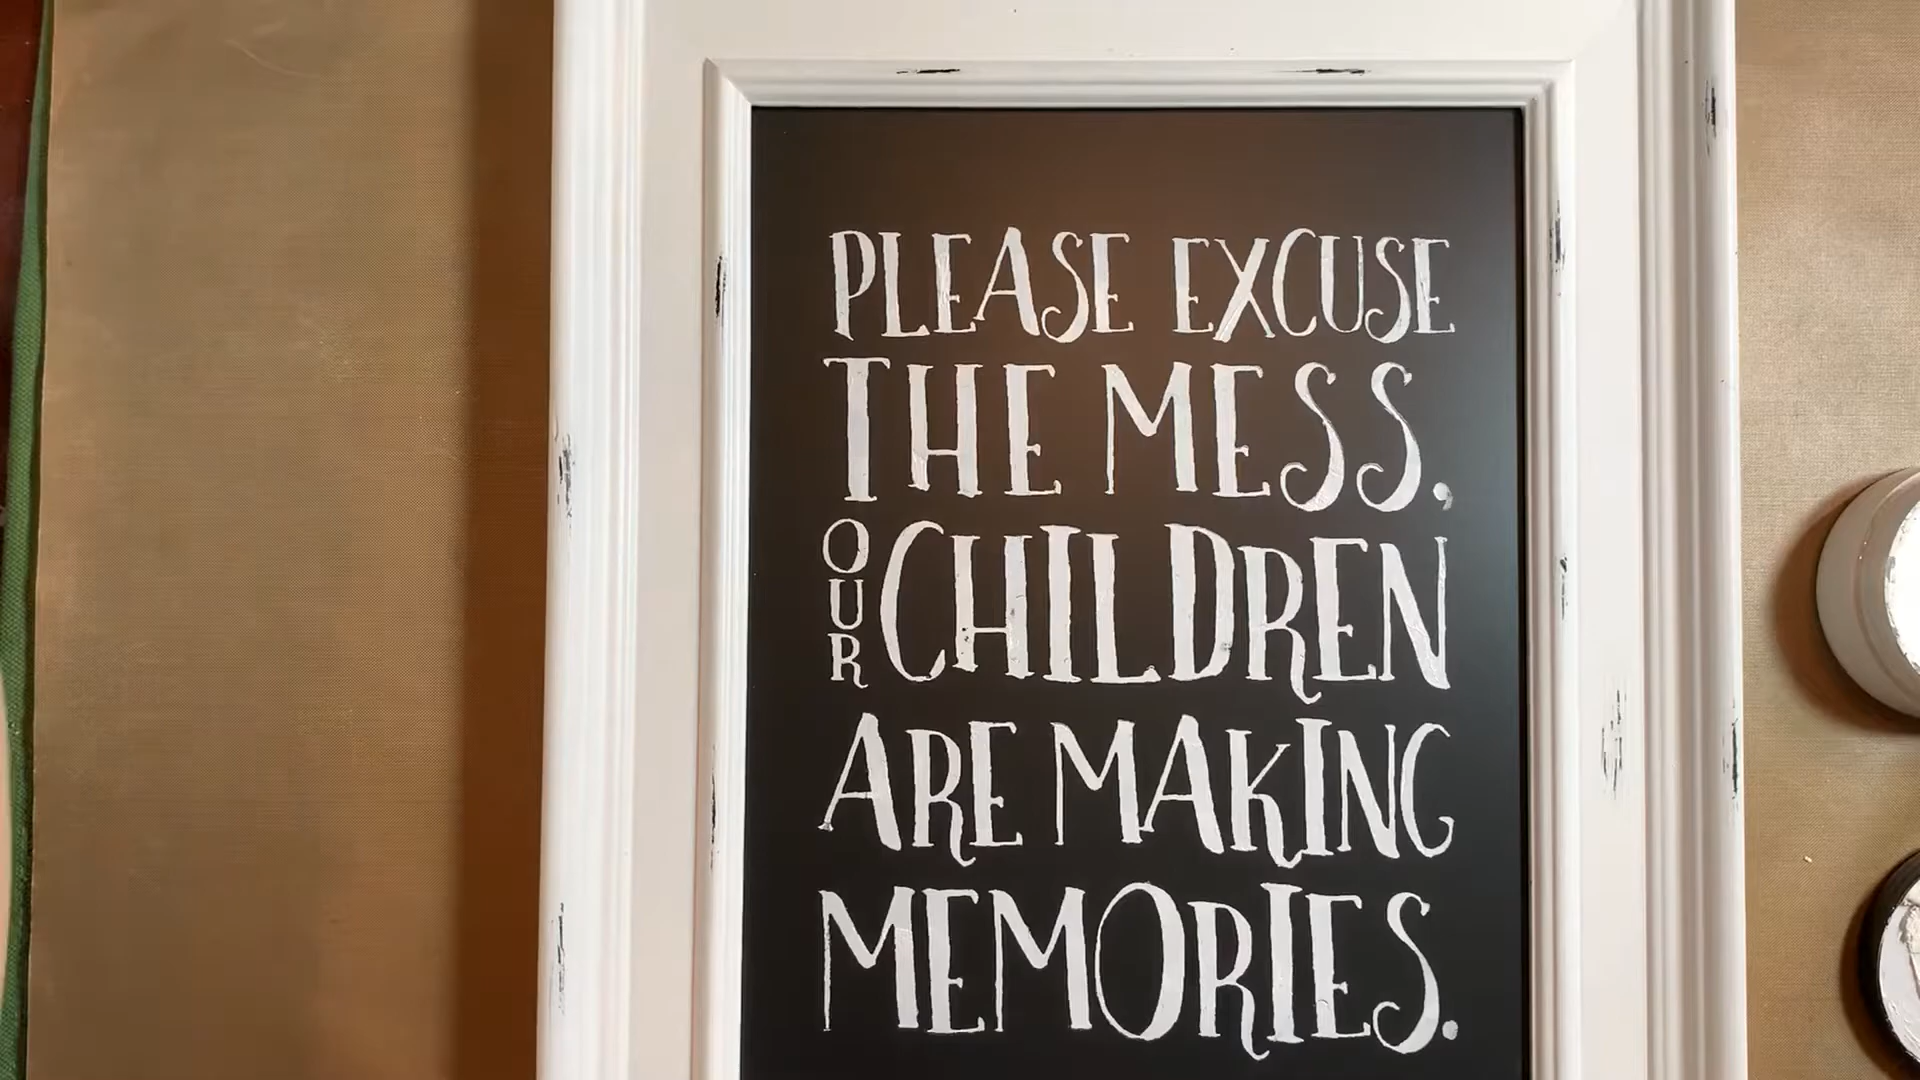 PLEASE EXCUSE
THE MESS,
OUR CHILDREN
ARE MAKING
MEMORIES.